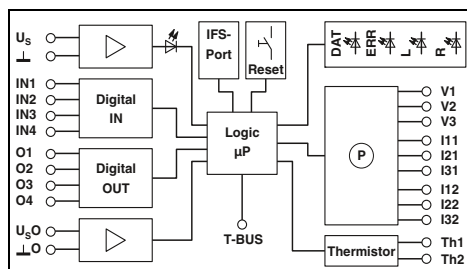 US
⊥
IFS-
Port
Reset
DAT
ERR
L
R
IN1
IN2
IN3
IN4
Digital
IN
O1
O2
O3
O4
Digital
OUT
Logic
µP
P
V1
V2
V3
I11
I21
I31
I12
I22
I32
USO
⊥O
T-BUS
Thermistor
Th1
Th2